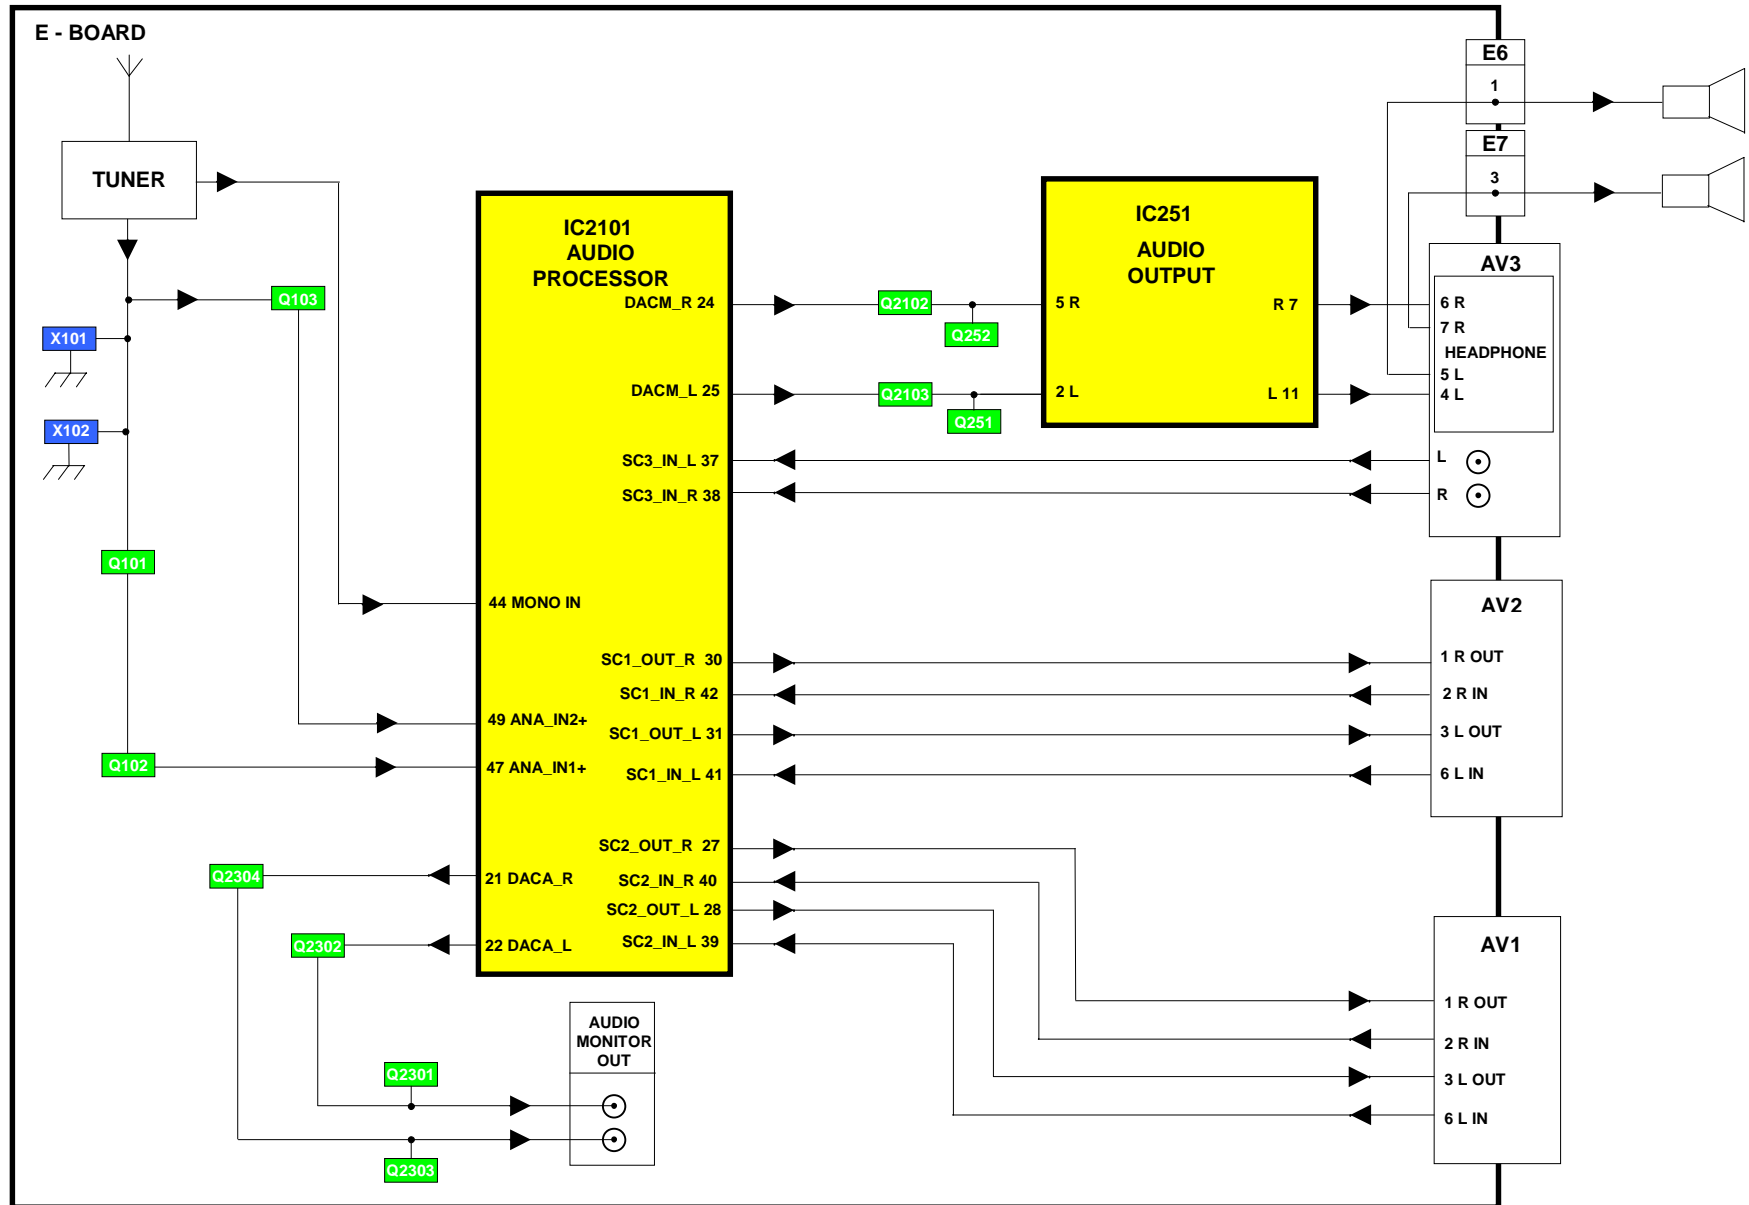 E - BOARD
TUNER
X101
X102
Q103
Q101
Q102
IC2101
AUDIO
PROCESSOR
DACM_R 24
DACM_L 25
SC3_IN_L 37
SC3_IN_R 38
44 MONO IN
SC1_OUT_R 30
SC1_IN_R 42
49 ANA_IN2+
SC1_OUT_L 31
47 ANA_IN1+
SC1_IN_L 41
SC2_OUT_R 27
21 DACA_R
SC2_IN_R 40
SC2_OUT_L 28
22 DACA_L
SC2_IN_L 39
Q2304
Q2302
Q2301
Q2303
AUDIO
MONITOR
OUT
Q2102
Q252
Q2103
Q251
IC251
AUDIO
OUTPUT
5 R
R 7
2 L
L 11
E6
1
E7
3
AV3
6 R
7 R
HEADPHONE
5 L
4 L
L
R
AV2
1 R OUT
2 R IN
3 L OUT
6 L IN
AV1
1 R OUT
2 R IN
3 L OUT
6 L IN